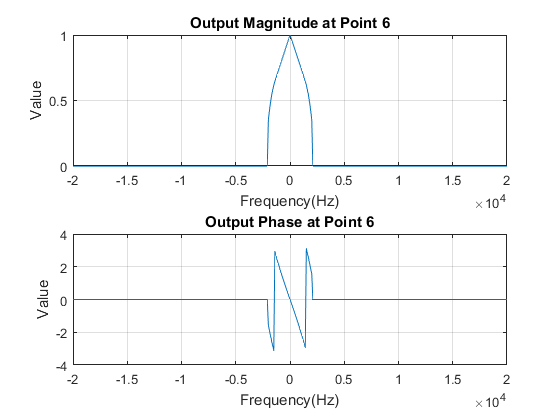 Output Magnitude at Point 6
1
0.5
0
Value
-2 -1.5 -1 -0.5 0 0.5 1 1.5 2
Frequency(Hz)
×10^4
Output Phase at Point 6
4
2
0
-2
-4
Value
-2 -1.5 -1 -0.5 0 0.5 1 1.5 2
Frequency(Hz)
×10^4